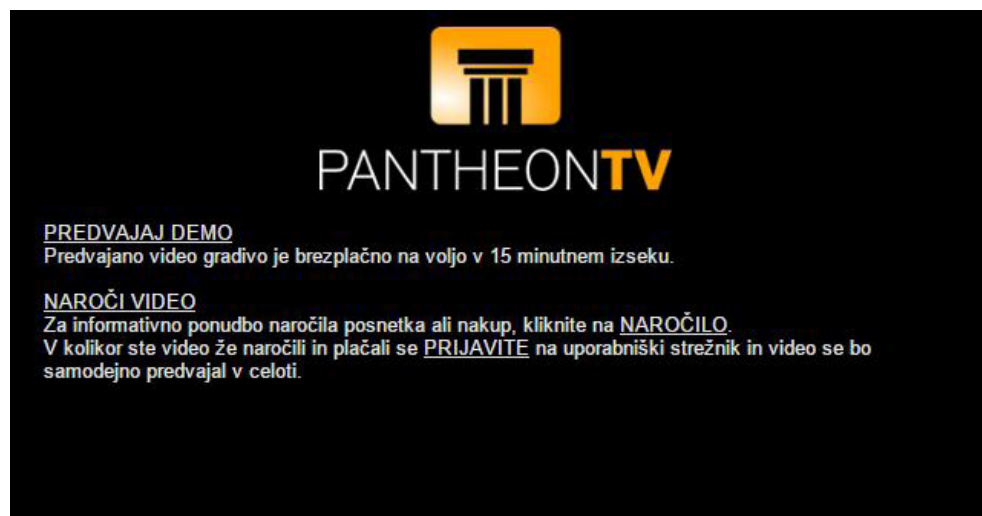 PANTHEONTV
PREDVAJAJ DEMO
Predvajano video gradivo je brezplačno na voljo v 15 minutnem izseku.
NAROČI VIDEO
Za informativno ponudbo naročila posnetka ali nakup, kliknite na NAROČILO.
V kolikor ste video že naročili in plačali se PRIJAVITE na uporabniški strežnik in video se bo
samodejno predvajal v celoti.